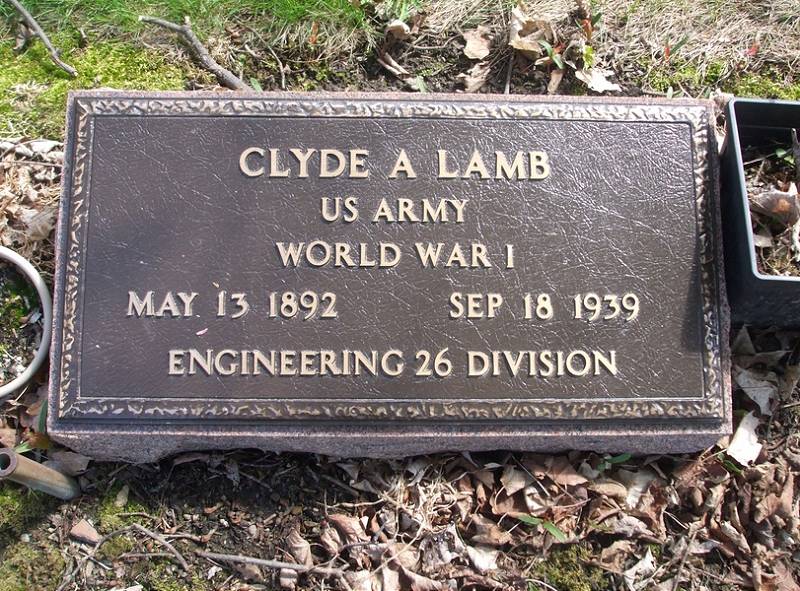 CLYDE A LAMB
US ARMY
WORLD WAR I
MAY 13 1892 SEP 18 1939
ENGINEERING 26 DIVISION